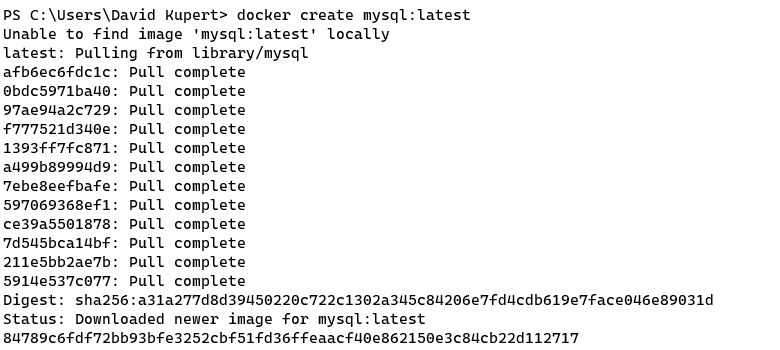 PS C:\Users\David Kupert> docker create mysql:latest
Unable to find image 'mysql:latest' locally
latest: Pulling from library/mysql
afb6ec6fdc1c: Pull complete
0bdc5971ba40: Pull complete
97ae94a2c729: Pull complete
f777521d340e: Pull complete
1393ff7fc871: Pull complete
a499b89994d9: Pull complete
7ebe8eefbafe: Pull complete
597069368ef1: Pull complete
ce39a5501878: Pull complete
7d545bca14bf: Pull complete
211e5bb2ae7b: Pull complete
5914e537c077: Pull complete
Digest: sha256:a31a277d8d39450220c722c1302a345c84206e7fd4cdb619e7face046e89031d
Status: Downloaded newer image for mysql:latest
84789c6fdf72bb93bfe3252cbf51fd36ffeaacf40e862150e3c84cb22d112717